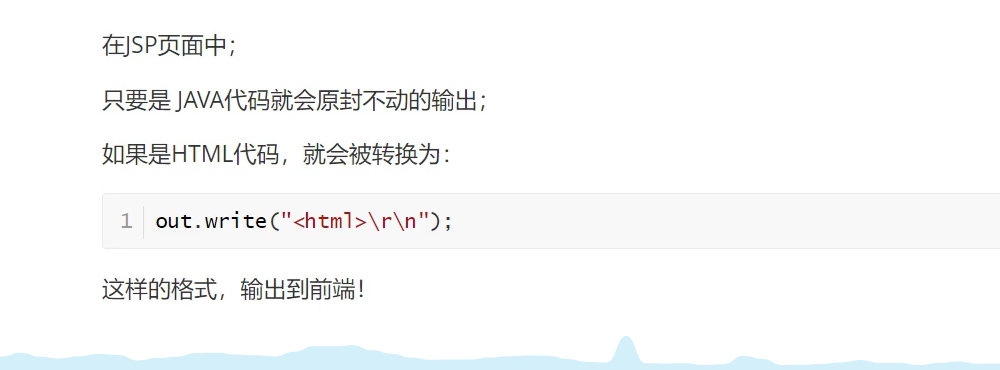 在JSP页面中；
只要是 JAVA代码就会原封不动的输出；
如果是HTML代码，就会被转换为：
1 out.write("<html>\r\n");
这样的格式，输出到前端！